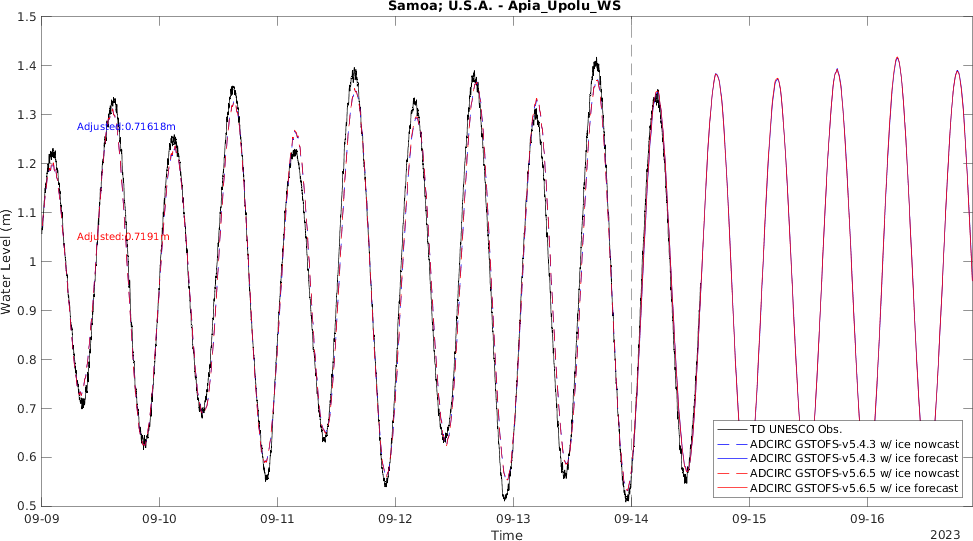 Samoa; U.S.A. - Apia_Upolu_WS
1.5
1.4
1.3
1.2
1.1
1
0.9
0.8
0.7
0.6
0.5
Water Level (m)
Adjusted:0.71618m
Adjusted:0.7191m
TD UNESCO Obs.
ADCIRC GSTOFS-v5.4.3 w/ ice nowcast
ADCIRC GSTOFS-v5.4.3 w/ ice forecast
ADCIRC GSTOFS-v5.6.5 w/ ice nowcast
ADCIRC GSTOFS-v5.6.5 w/ ice forecast
09-09 09-10 09-11 09-12 09-13 09-14 09-15 09-16
Time
2023